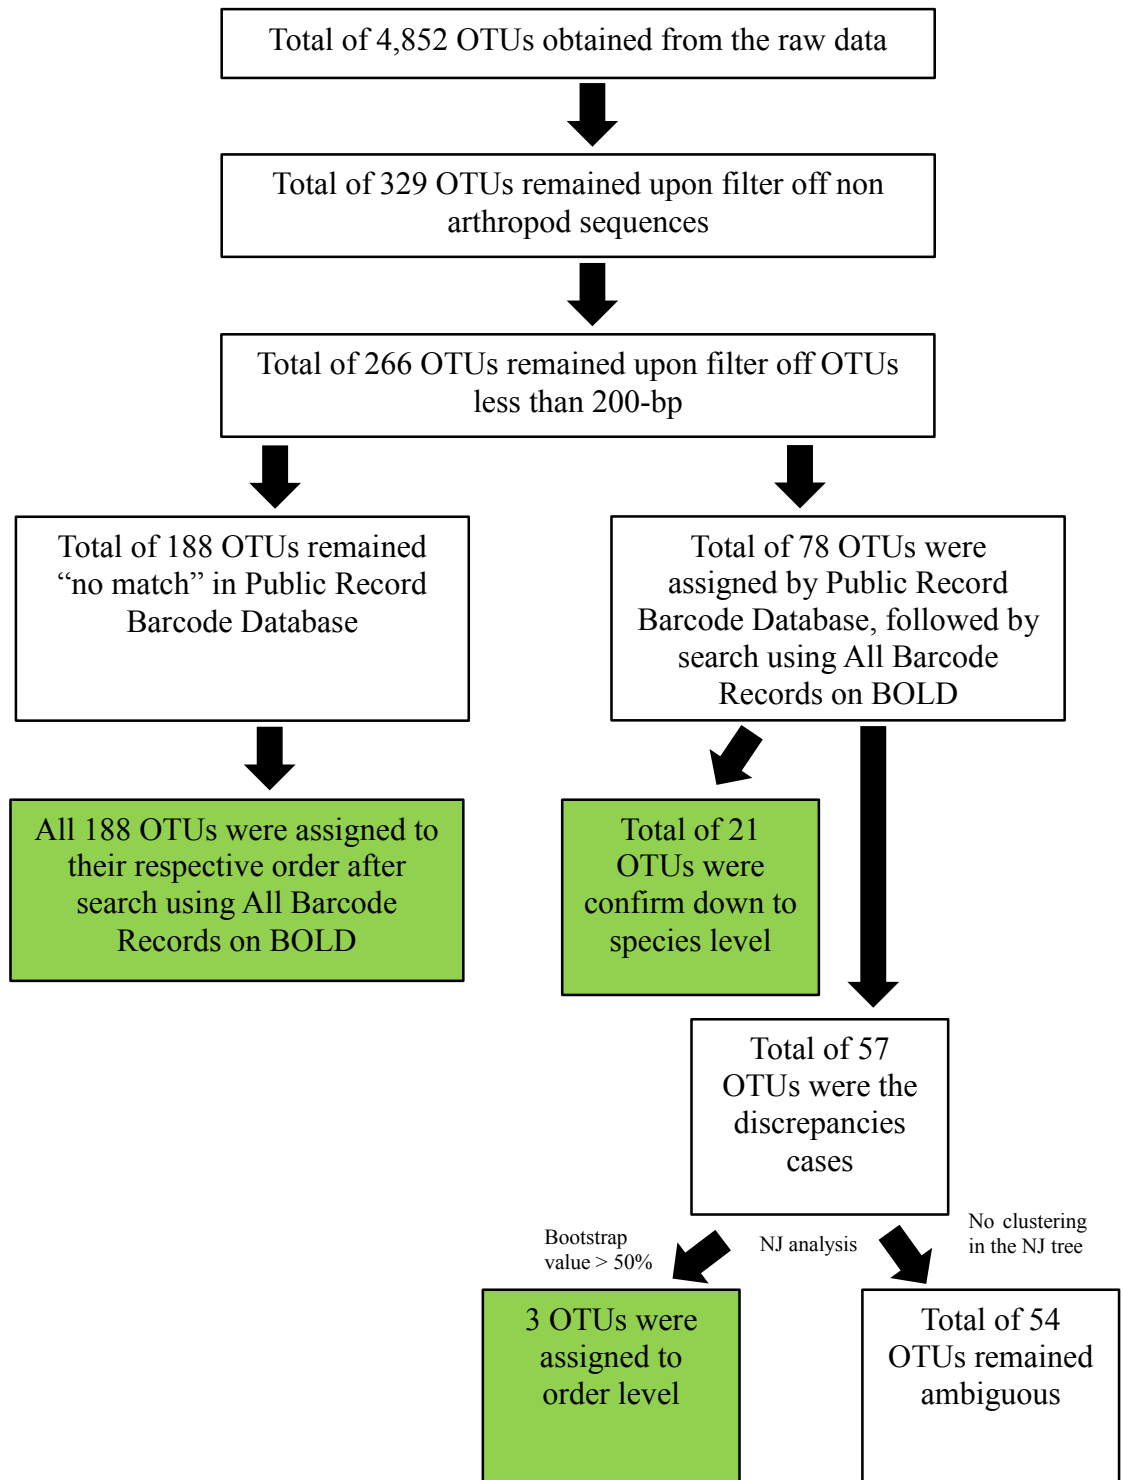 Total of 4,852 OTUs obtained from the raw data
Total of 329 OTUs remained upon filter off non
arthropod sequences
Total of 266 OTUs remained upon filter off OTUs
less than 200-bp
Total of 188 OTUs remained
“no match” in Public Record
Barcode Database
Total of 78 OTUs were
assigned by Public Record
Barcode Database, followed by
search using All Barcode
Records on BOLD
All 188 OTUs were assigned to
their respective order after
search using All Barcode
Records on BOLD
Total of 21
OTUs were
confirm down to
species level
Total of 57
OTUs were the
discrepancies
cases
Bootstrap
value > 50%
NJ analysis
No clustering
in the NJ tree
3 OTUs were
assigned to
order level
Total of 54
OTUs remained
ambiguous